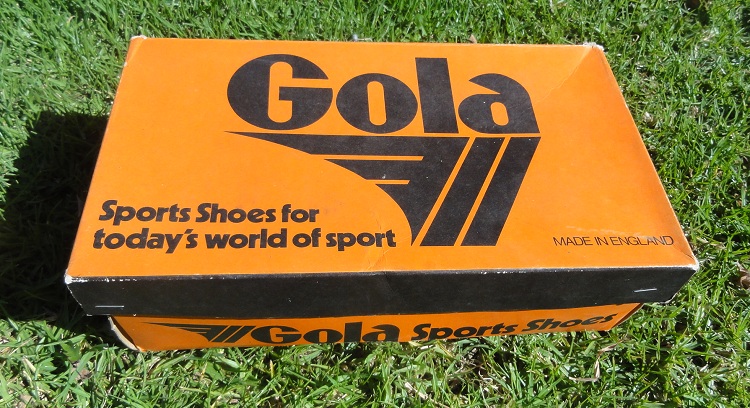 Gola
Sports Shoes for
today's world of sport
MADE IN ENGLAND
Gola Sports Shoes